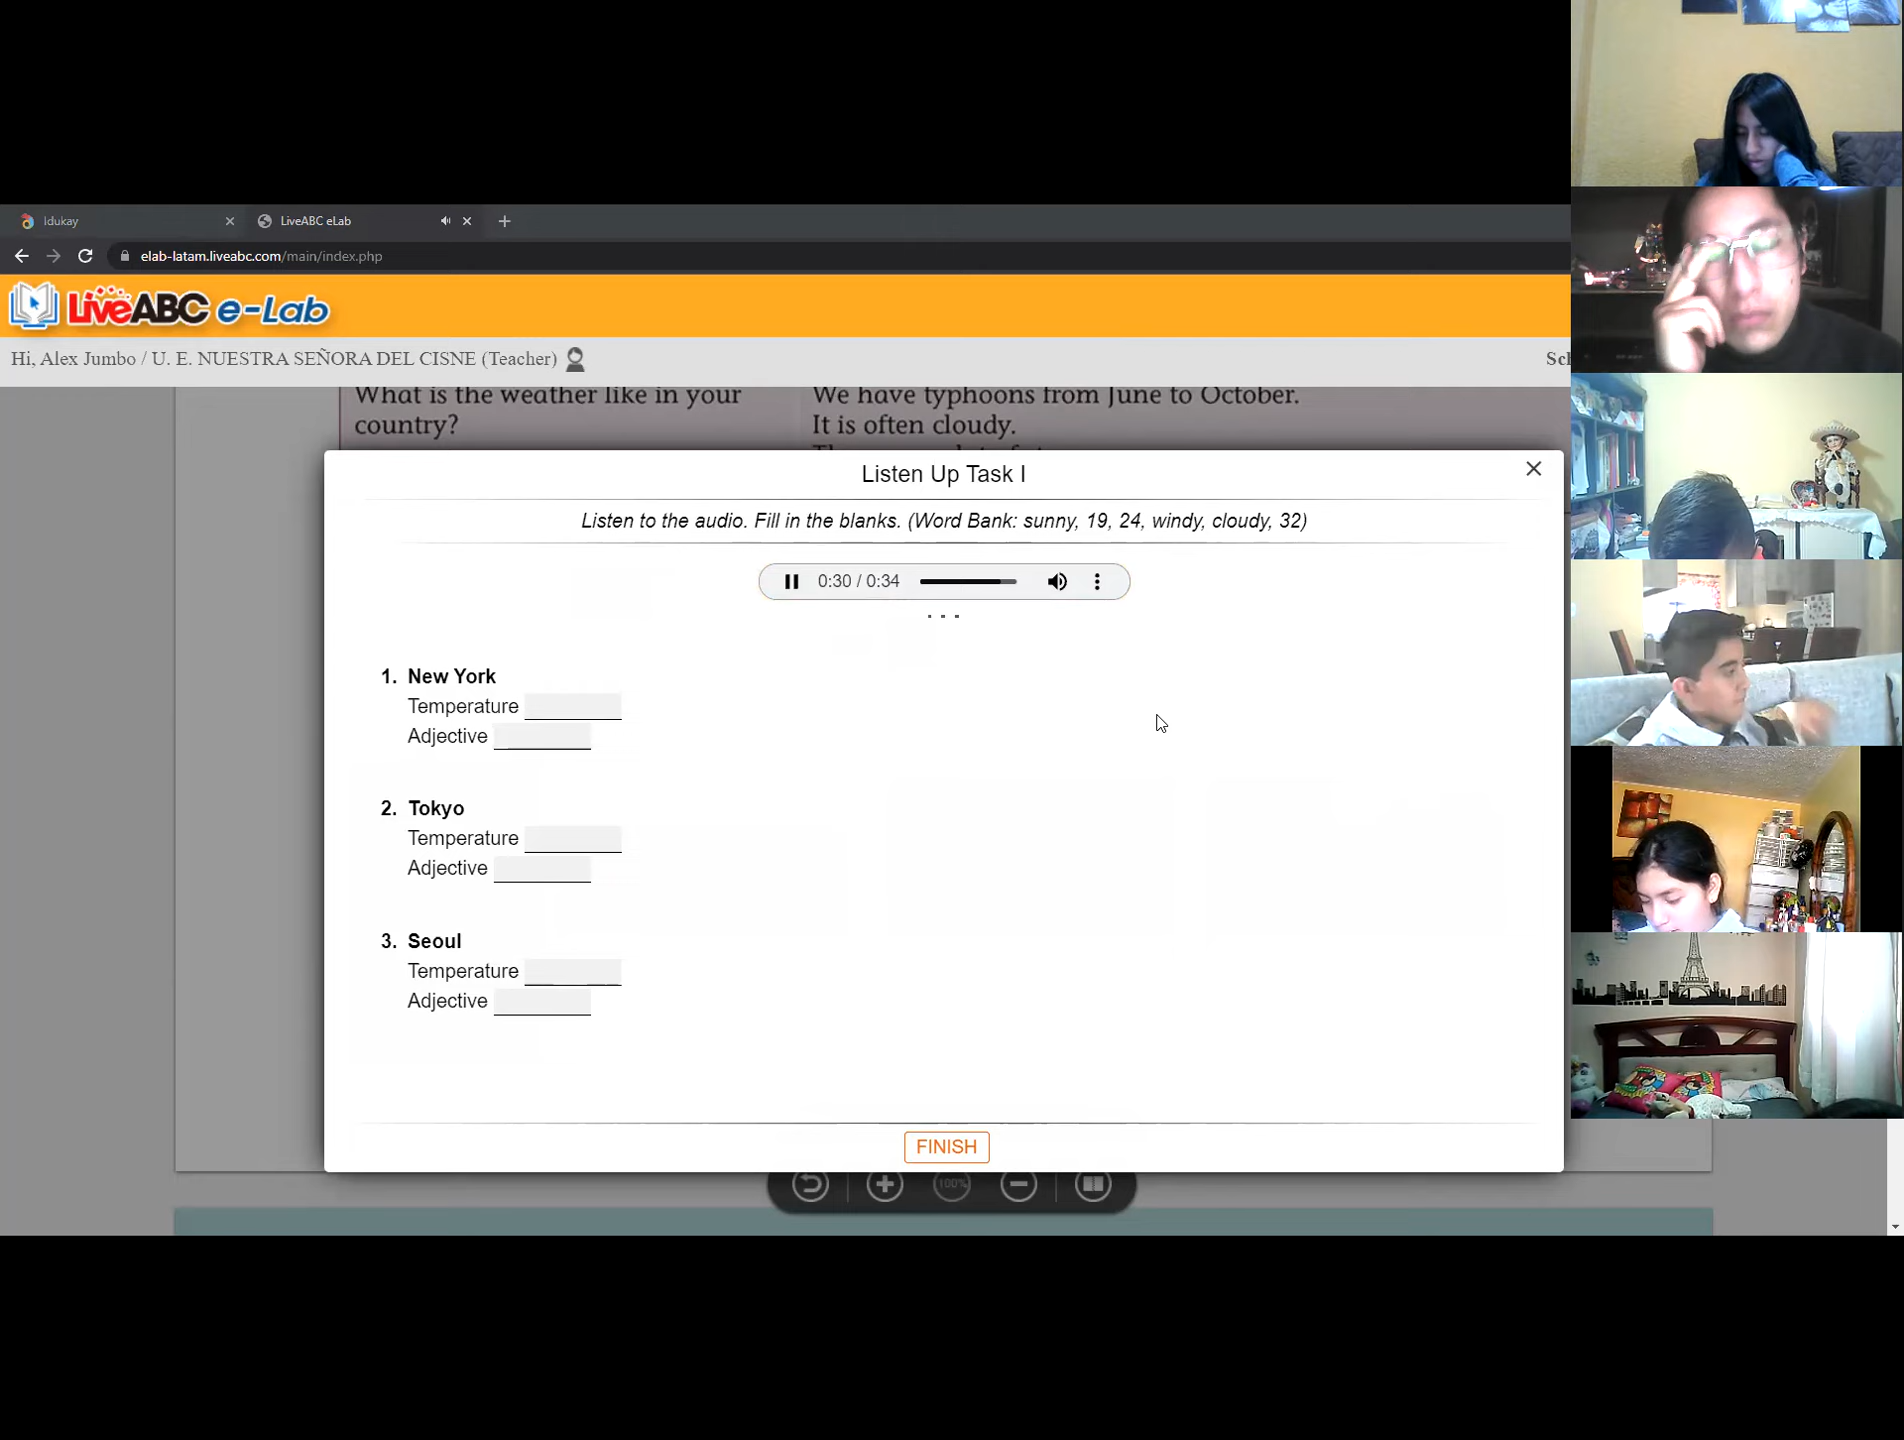 Idukay
LiveABC eLab
elab-latam.liveabc.com/main/index.php
LiveABC e-Lab
Hi, Alex Jumbo / U. E. NUESTRA SEÑORA DEL CISNE (Teacher)
What is the weather like in your
country?
We have typhoons from June to October.
It is often cloudy.
Listen Up Task I
Listen to the audio. Fill in the blanks. (Word Bank: sunny, 19, 24, windy, cloudy, 32)
0:30 / 0:34
...
1. New York
Temperature
Adjective
2. Tokyo
Temperature
Adjective
3. Seoul
Temperature
Adjective
FINISH
100%